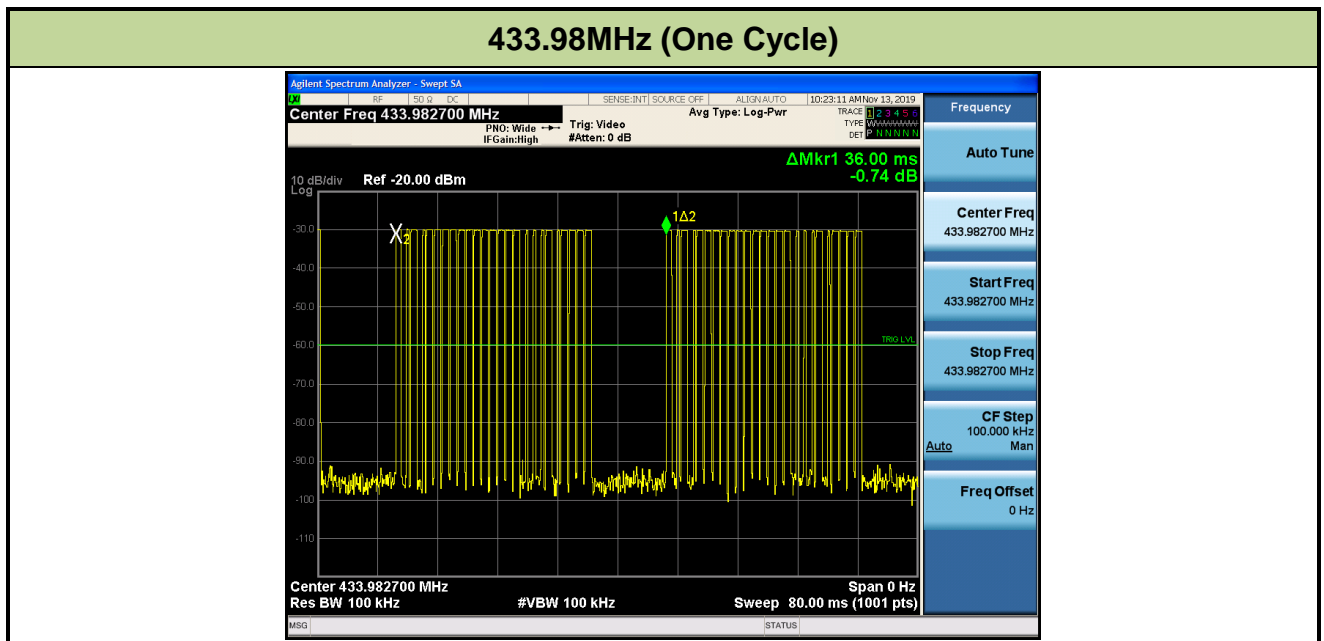 433.98MHz (One Cycle)
Agilent Spectrum Analyzer - Swept SA
LXI RF 50 Ω DC SENSE:INT SOURCE OFF ALIGN AUTO 10:23:11 AM Nov 13, 2019
Center Freq 433.982700 MHz
PNO: Wide
IFGain:High
Trig: Video
#Atten: 0 dB
Avg Type: Log-Pwr
TRACE 1 2 3 4 5 6
TYPE
DET P N N N N N
ΔMkr1 36.00 ms
-0.74 dB
10 dB/div Ref -20.00 dBm
Log
-30.0
-40.0
-50.0
-60.0
-70.0
-80.0
-90.0
-100
-110
X2
1Δ2
TRIG LVL
Center 433.982700 MHz Span 0 Hz
Res BW 100 kHz #VBW 100 kHz Sweep 80.00 ms (1001 pts)
MSG STATUS
Frequency
Auto Tune
Center Freq
433.982700 MHz
Start Freq
433.982700 MHz
Stop Freq
433.982700 MHz
CF Step
100.000 kHz
Auto Man
Freq Offset
0 Hz